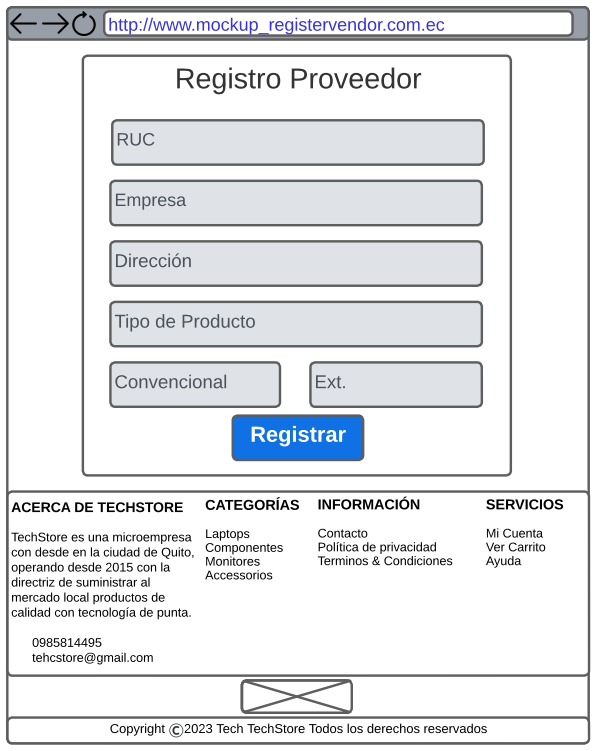 http://www.mockup_registervendor.com.ec
Registro Proveedor
RUC
Empresa
Dirección
Tipo de Producto
Convencional
Ext.
Registrar
ACERCA DE TECHSTORE
TechStore es una microempresa
con desde en la ciudad de Quito,
operando desde 2015 con la
directriz de suministrar al
mercado local productos de
calidad con tecnología de punta.
0985814495
tehcstore@gmail.com
CATEGORÍAS
Laptops
Componentes
Monitores
Accessorios
INFORMACIÓN
Contacto
Política de privacidad
Terminos & Condiciones
SERVICIOS
Mi Cuenta
Ver Carrito
Ayuda
Copyright ©2023 Tech TechStore Todos los derechos reservados